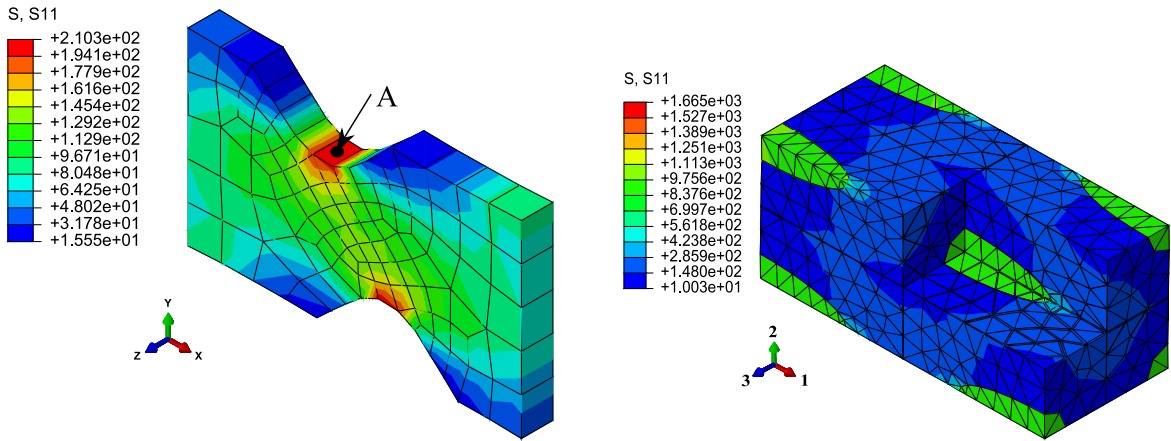 S, S11
+2.103e+02
+1.941e+02
+1.779e+02
+1.616e+02
+1.454e+02
+1.292e+02
+1.129e+02
+9.671e+01
+8.048e+01
+6.425e+01
+4.802e+01
+3.178e+01
+1.555e+01
A
Y
Z
X
S, S11
+1.665e+03
+1.527e+03
+1.389e+03
+1.251e+03
+1.113e+03
+9.756e+02
+8.376e+02
+6.997e+02
+5.618e+02
+4.238e+02
+2.859e+02
+1.480e+02
+1.003e+01
2
3
1